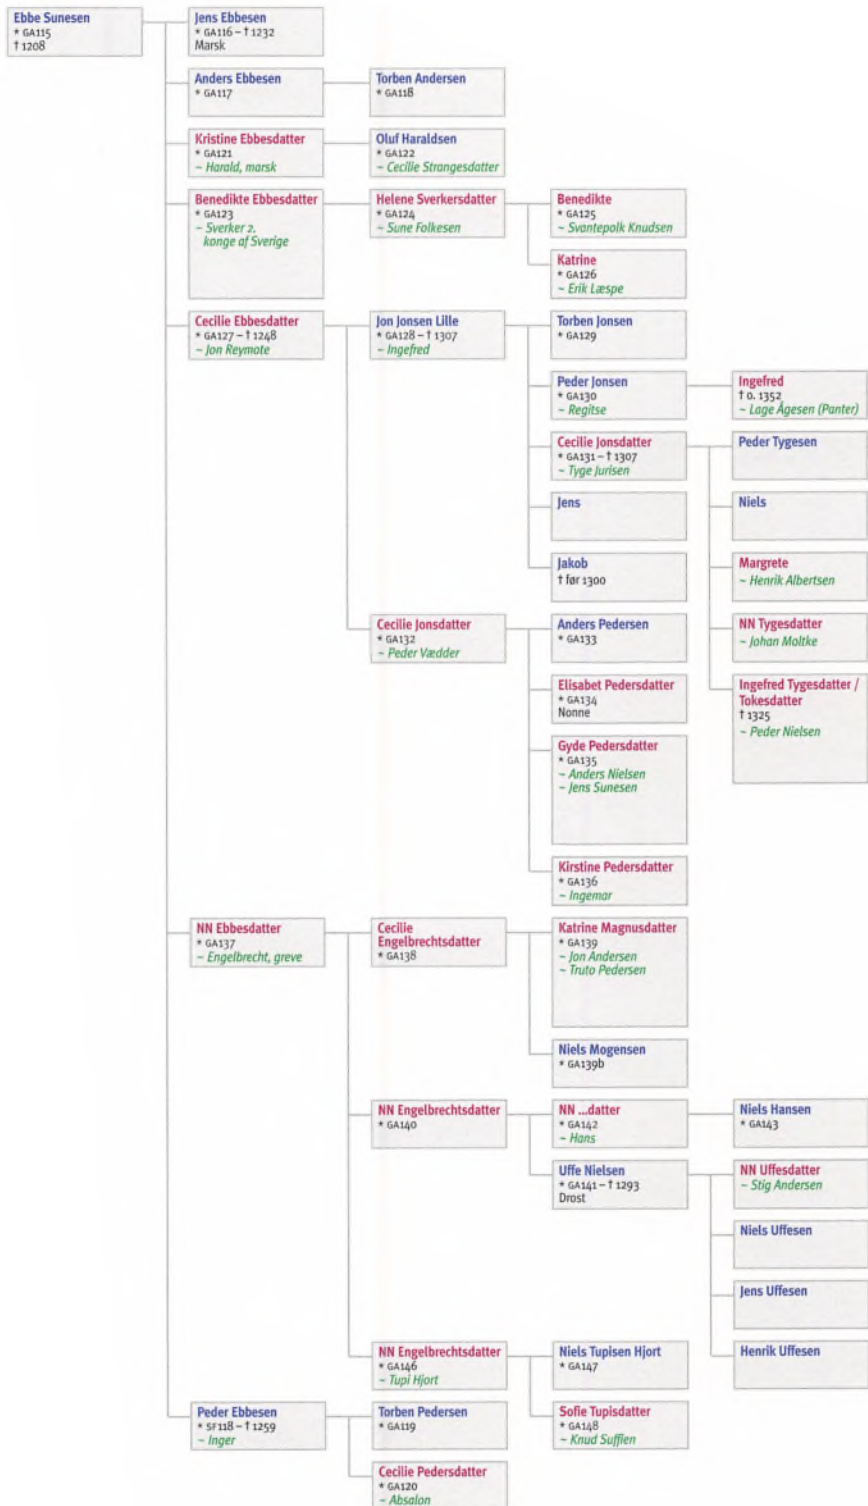 Ebbe Sunesen
* GA115
† 1208
Jens Ebbesen
* GA116 – † 1232
Marsk
Anders Ebbesen
* GA117
Torben Andersen
* GA118
Kristine Ebbesdatter
* GA121
~ Harald, marsk
Oluf Haraldsen
* GA122
~ Cecilie Strangesdatter
Benedikte Ebbesdatter
* GA123
~ Sverker 2,
konge af Sverige
Helene Sverkersdatter
* GA124
~ Sune Folkesen
Benedikte
* GA125
~ Svantepolk Knudsen
Katrine
* GA126
~ Erik Læspe
Cecilie Ebbesdatter
* GA127 – † 1248
~ Jon Reymote
Jon Jonsen Lille
* GA128 – † 1307
~ Ingefred
Torben Jonsen
* GA129
Peder Jonsen
* GA130
~ Regitse
Ingefred
† o. 1352
~ Lage Ågesen (Panter)
Cecilie Jonsdatter
* GA131 – † 1307
~ Tyge Jurisen
Peder Tygesen
Jens
Niels
Jakob
† før 1300
Margrete
~ Henrik Albertsen
Cecilie Jonsdatter
* GA132
~ Peder Vædder
Anders Pedersen
* GA133
NN Tygesdatter
~ Johan Moltke
Elisabet Pedersdatter
* GA134
Nonne
Ingefred Tygesdatter /
Tokesdatter
† 1325
~ Peder Nielsen
Gyde Pedersdatter
* GA135
~ Anders Nielsen
~ Jens Sunesen
Kirstine Pedersdatter
* GA136
~ Ingemar
NN Ebbesdatter
* GA137
~ Engelbrecht, greve
Cecilie
Engelbrechtsdatter
* GA138
Katrine Magnusdatter
* GA139
~ Jon Andersen
~ Truto Pedersen
Niels Mogensen
* GA139b
NN Engelbrechtsdatter
* GA140
NN ...datter
* GA142
~ Hans
Niels Hansen
* GA143
Uffe Nielsen
* GA141 – † 1293
Drost
NN Uffesdatter
~ Stig Andersen
Niels Uffesen
Jens Uffesen
Henrik Uffesen
NN Engelbrechtsdatter
* GA146
~ Tupi Hjort
Niels Tupisen Hjort
* GA147
Sofie Tupisdatter
* GA148
~ Knud Suffien
Peder Ebbesen
* SF118 – † 1259
~ Inger
Torben Pedersen
* GA119
Cecilie Pedersdatter
* GA120
~ Absalon